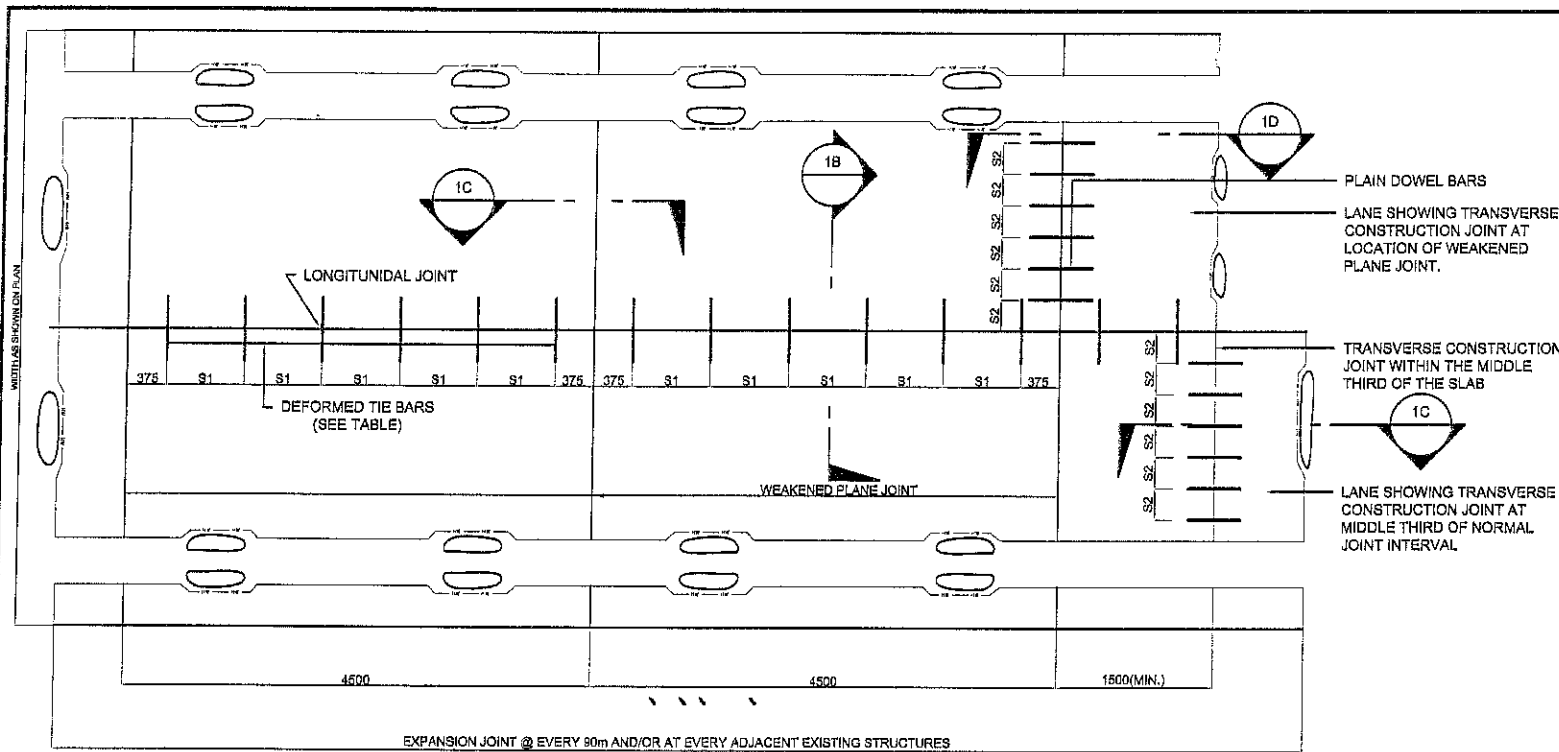 1D
1B
1C
PLAIN DOWEL BARS
LANE SHOWING TRANSVERSE
CONSTRUCTION JOINT AT
LOCATION OF WEAKENED
PLANE JOINT.
S2
S2
S2
S2
S2
S2
LONGITUNIDAL JOINT
WIDTH AS SHOWN ON PLAN
TRANSVERSE CONSTRUCTION
JOINT WITHIN THE MIDDLE
THIRD OF THE SLAB
375 S1 S1 S1 S1 S1 375 375 S1 S1 S1 S1 S1 375
DEFORMED TIE BARS
(SEE TABLE)
S2
S2
S2
S2
S2
S2
1C
WEAKENED PLANE JOINT
LANE SHOWING TRANSVERSE
CONSTRUCTION JOINT AT
MIDDLE THIRD OF NORMAL
JOINT INTERVAL
4500 4500 1500(MIN.)
EXPANSION JOINT @ EVERY 90m AND/OR AT EVERY ADJACENT EXISTING STRUCTURES